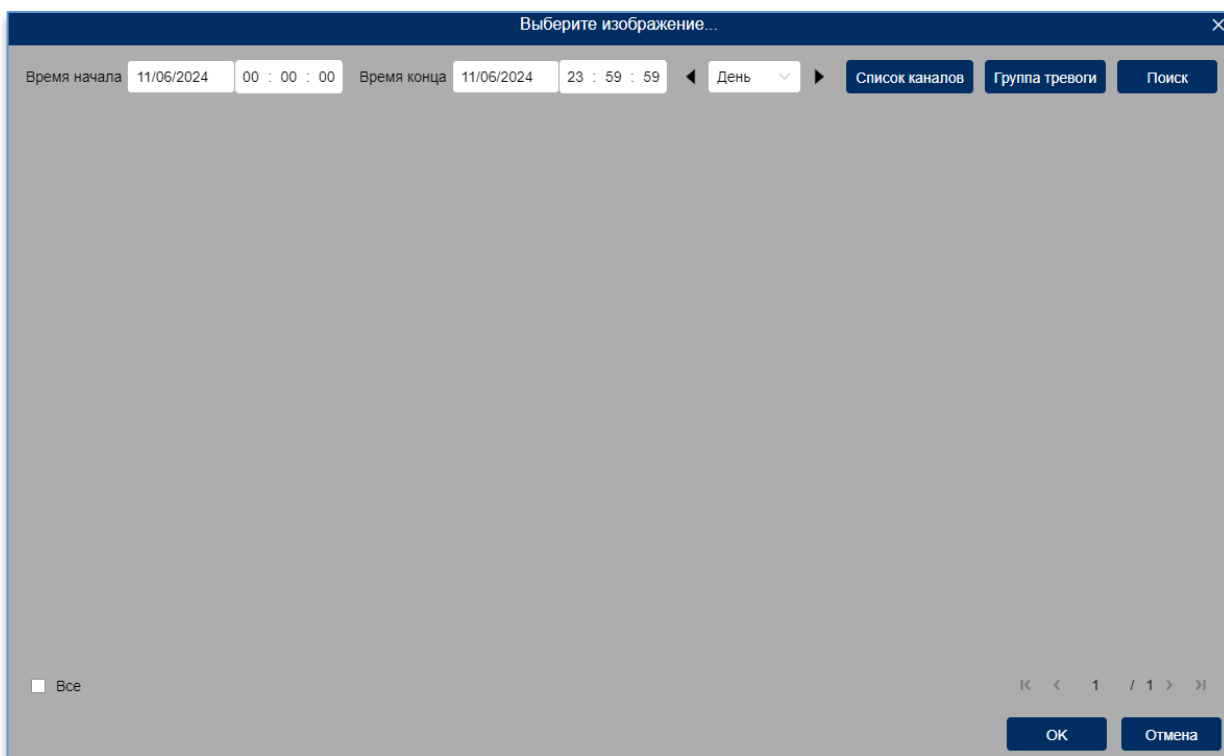 Выберите изображение...
Время начала 11/06/2024 00 : 00 : 00 Время конца 11/06/2024 23 : 59 : 59 День Список каналов Группа тревоги Поиск
Все 1 / 1
OK Отмена